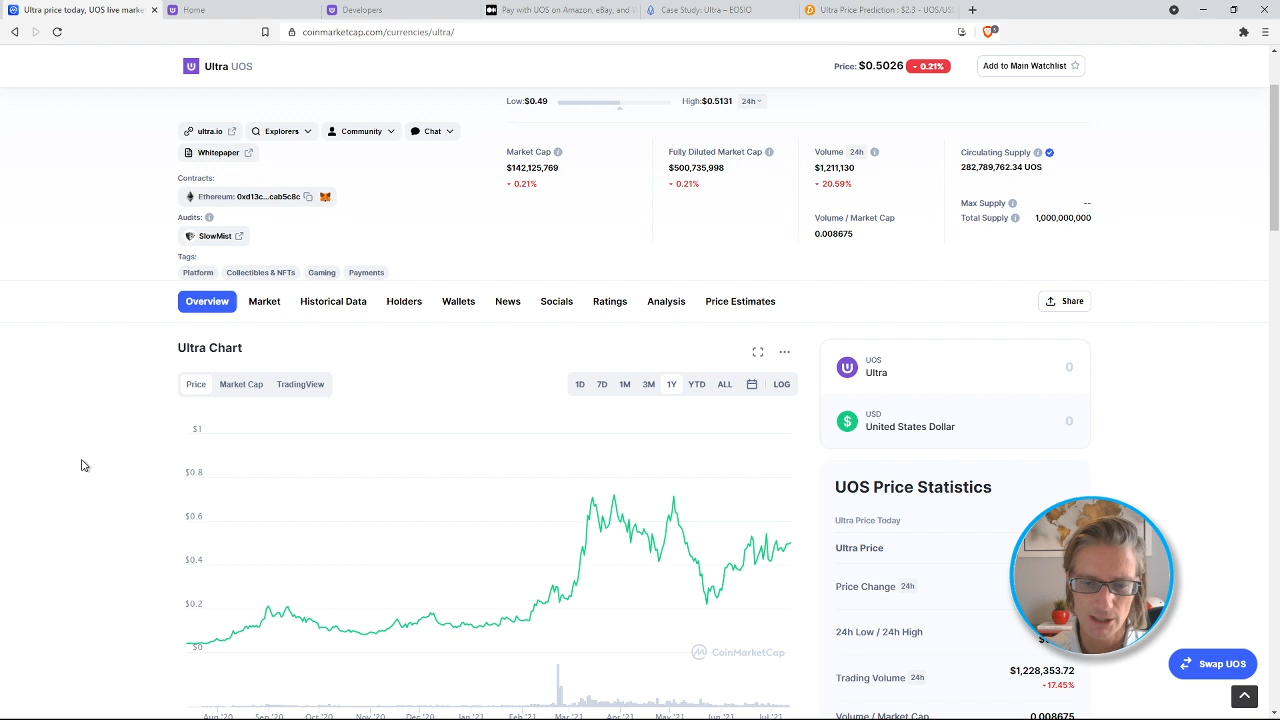 Ultra price today, UOS live marke
Home
Developers
Pay with UOS on Amazon, eBay, and
Case Study: Ultra – EOSIO
Ultra Price Prediction - $2.3 - UOS/US
coinmarketcap.com/currencies/ultra/
Ultra UOS
Price: $0.5026 0.21%
Add to Main Watchlist
Low:$0.49
High:$0.5131
24h
ultra.io
Explorers
Community
Chat
Whitepaper
Contracts:
Ethereum: 0xd13c...cab5c8c
Audits:
SlowMist
Tags:
Platform
Collectibles & NFTs
Gaming
Payments
Market Cap
$142,125,769
0.21%
Fully Diluted Market Cap
$500,735,998
0.21%
Volume 24h
$1,211,130
20.59%
Volume / Market Cap
0.008675
Circulating Supply
282,789,762.34 UOS
Max Supply --
Total Supply 1,000,000,000
Overview
Market
Historical Data
Holders
Wallets
News
Socials
Ratings
Analysis
Price Estimates
Share
Ultra Chart
Price
Market Cap
TradingView
1D
7D
1M
3M
1Y
YTD
ALL
LOG
$1
$0.8
$0.6
$0.4
$0.2
$0
CoinMarketCap
Aug '20
Sep '20
Oct '20
Nov '20
Dec '20
Jan '21
Feb '21
Mar '21
Apr '21
May '21
Jun '21
Jul '21
UOS
Ultra
0
USD
United States Dollar
0
UOS Price Statistics
Ultra Price Today
Ultra Price
Price Change 24h
24h Low / 24h High
Trading Volume 24h
$1,228,353.72
17.45%
Volume / Market Cap
0.008675
Swap UOS